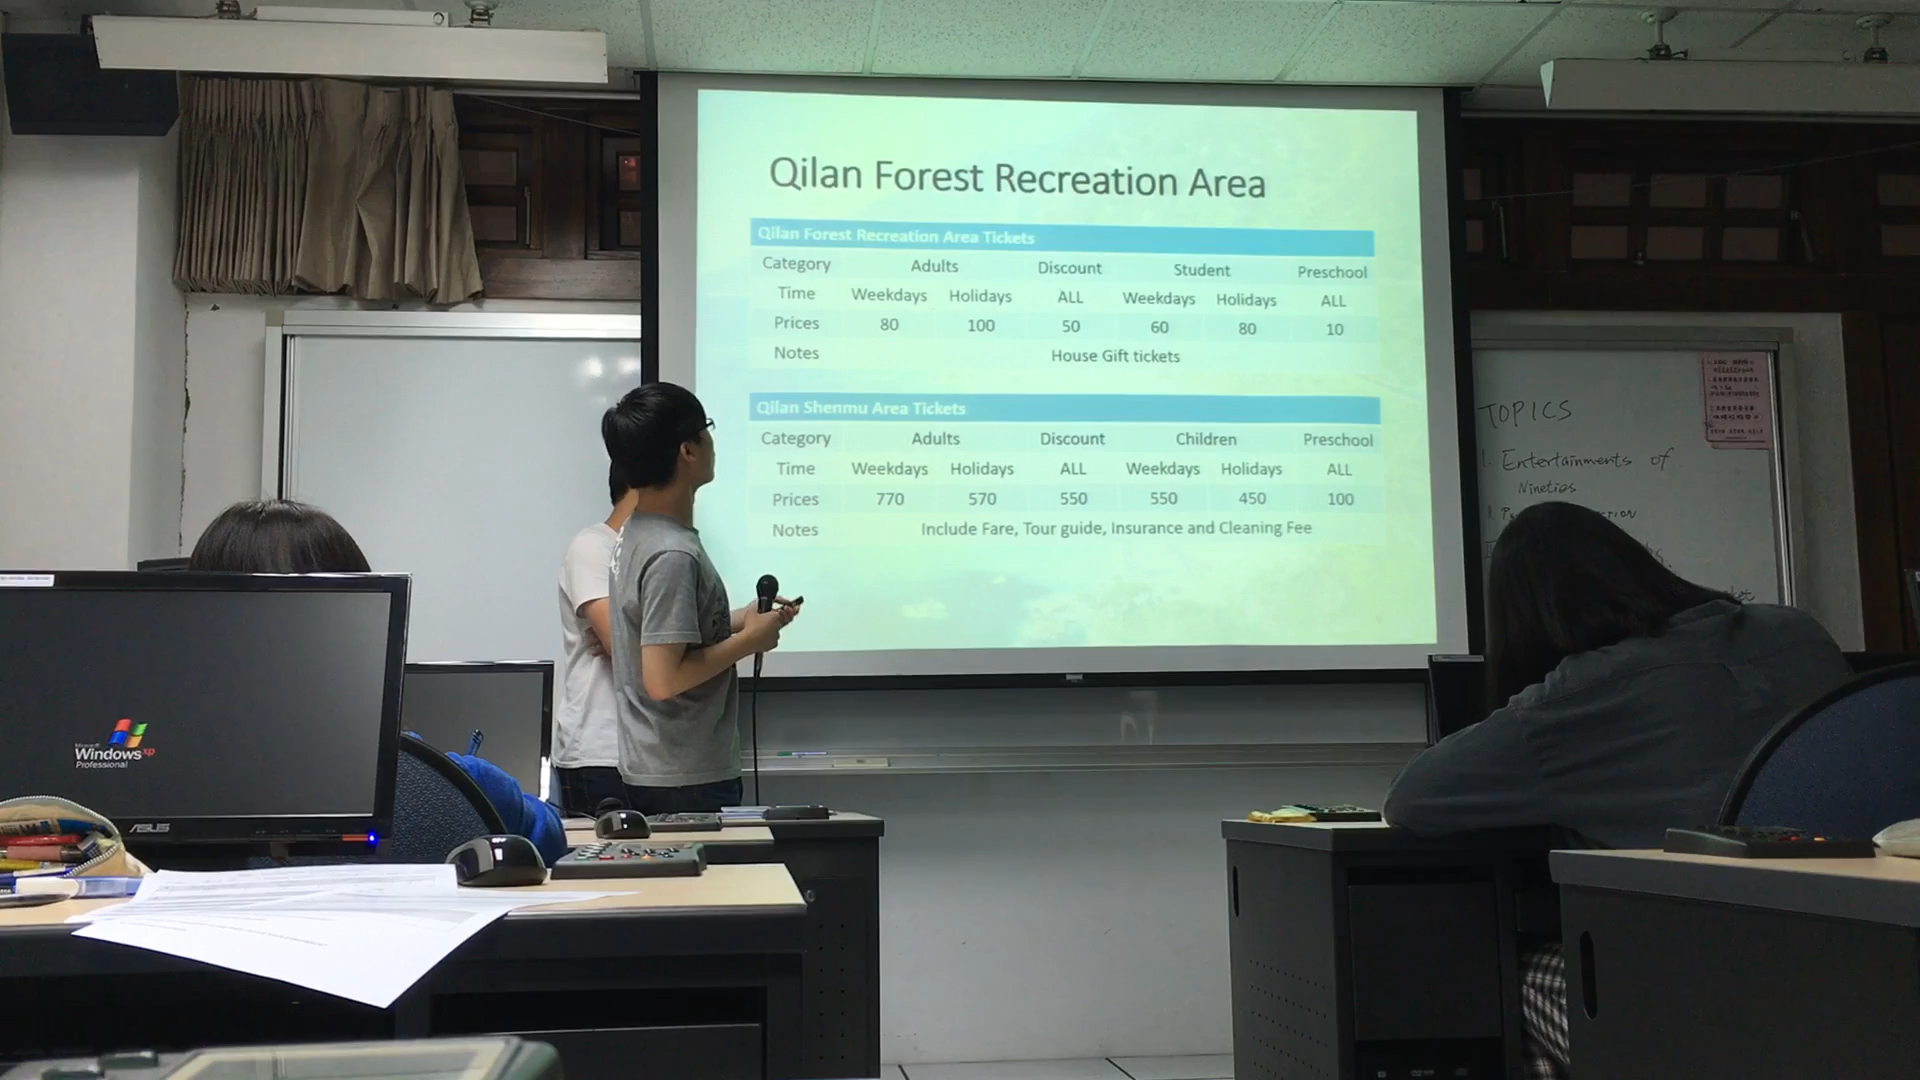 Qilan Forest Recreation Area
Qilan Forest Recreation Area Tickets
Category Adults Discount Student Preschool
Time Weekdays Holidays ALL Weekdays Holidays ALL
Prices 80 100 50 60 80 10
Notes House Gift tickets
Qilan Shenmu Area Tickets
Category Adults Discount Children Preschool
Time Weekdays Holidays ALL Weekdays Holidays ALL
Prices 770 570 550 550 450 100
Notes Include Fare, Tour guide, Insurance and Cleaning Fee
TOPICS
1. Entertainments of
Nineties
Microsoft
Windows xp
Professional
ASUS